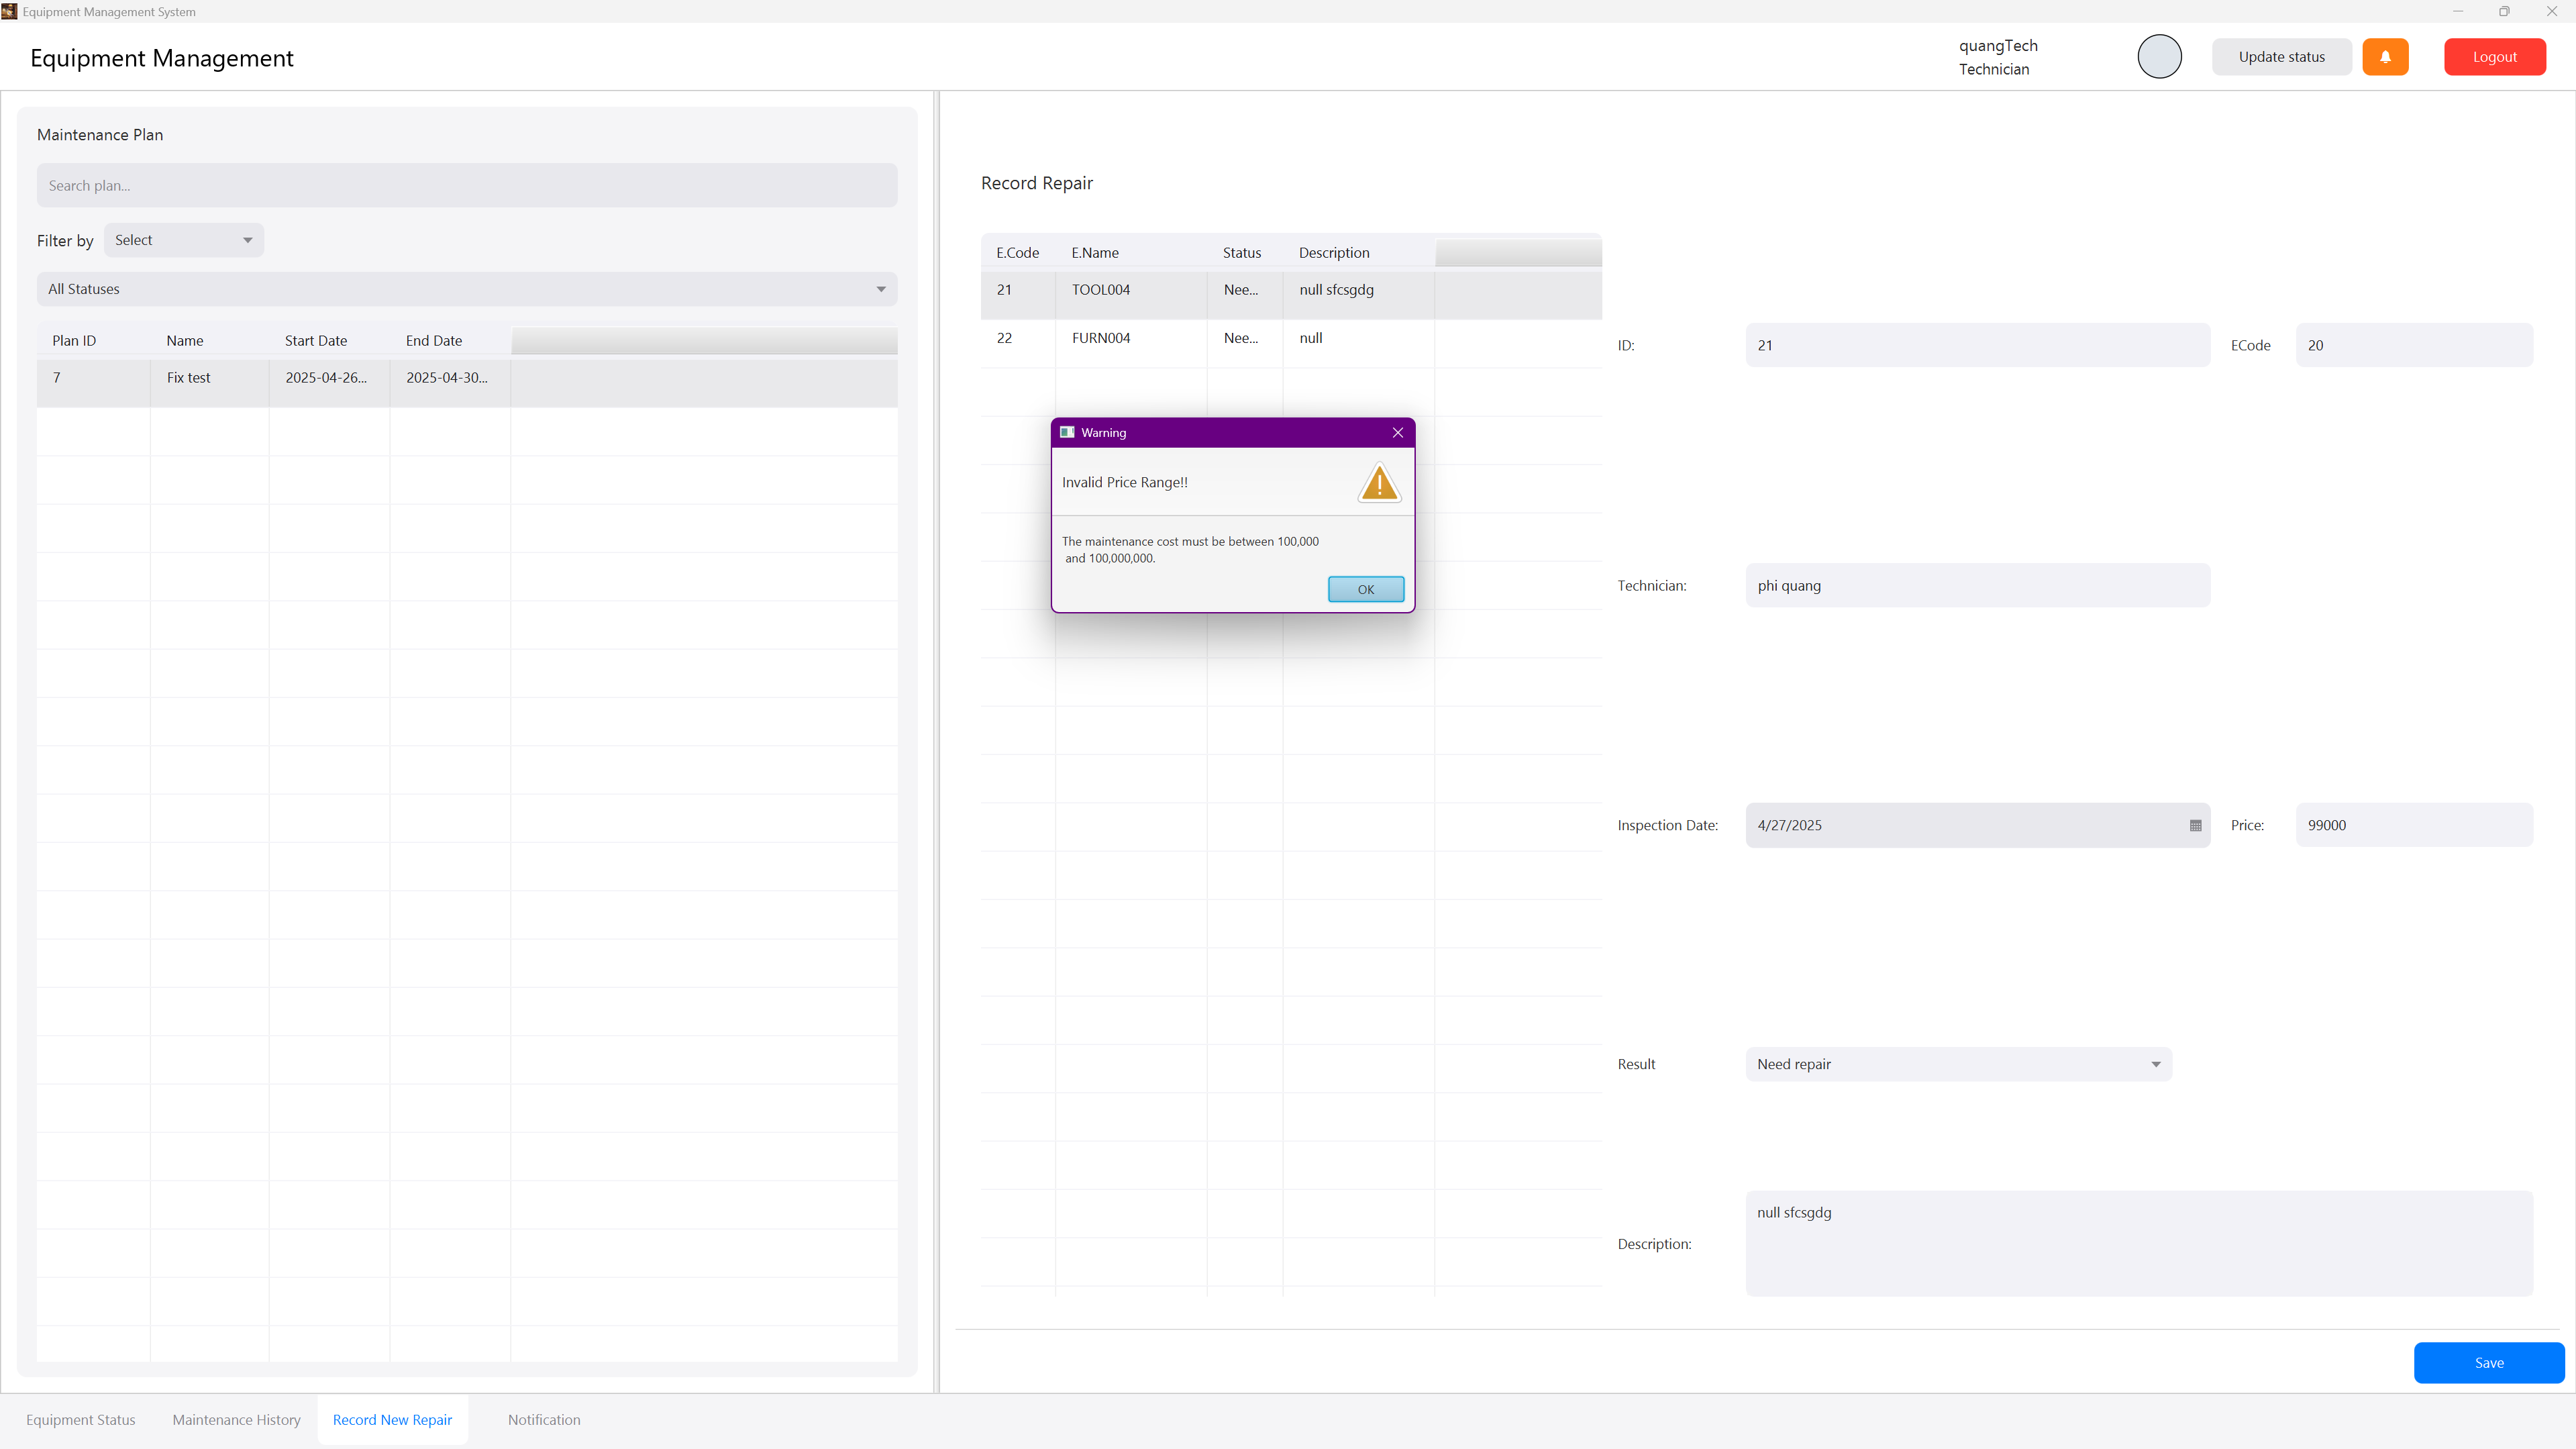 Equipment Management System
Equipment Management
quangTech
Technician
Update status
Logout
Maintenance Plan
Search plan...
Filter by
Select
All Statuses
Plan ID Name Start Date End Date
7 Fix test 2025-04-26... 2025-04-30...
Record Repair
E.Code E.Name Status Description
21 TOOL004 Nee... null sfcsgdg
22 FURN004 Nee... null
Warning
Invalid Price Range!!
The maintenance cost must be between 100,000
and 100,000,000.
OK
ID: 21 ECode 20
Technician: phi quang
Inspection Date: 4/27/2025 Price: 99000
Result Need repair
Description: null sfcsgdg
Save
Equipment Status Maintenance History Record New Repair Notification